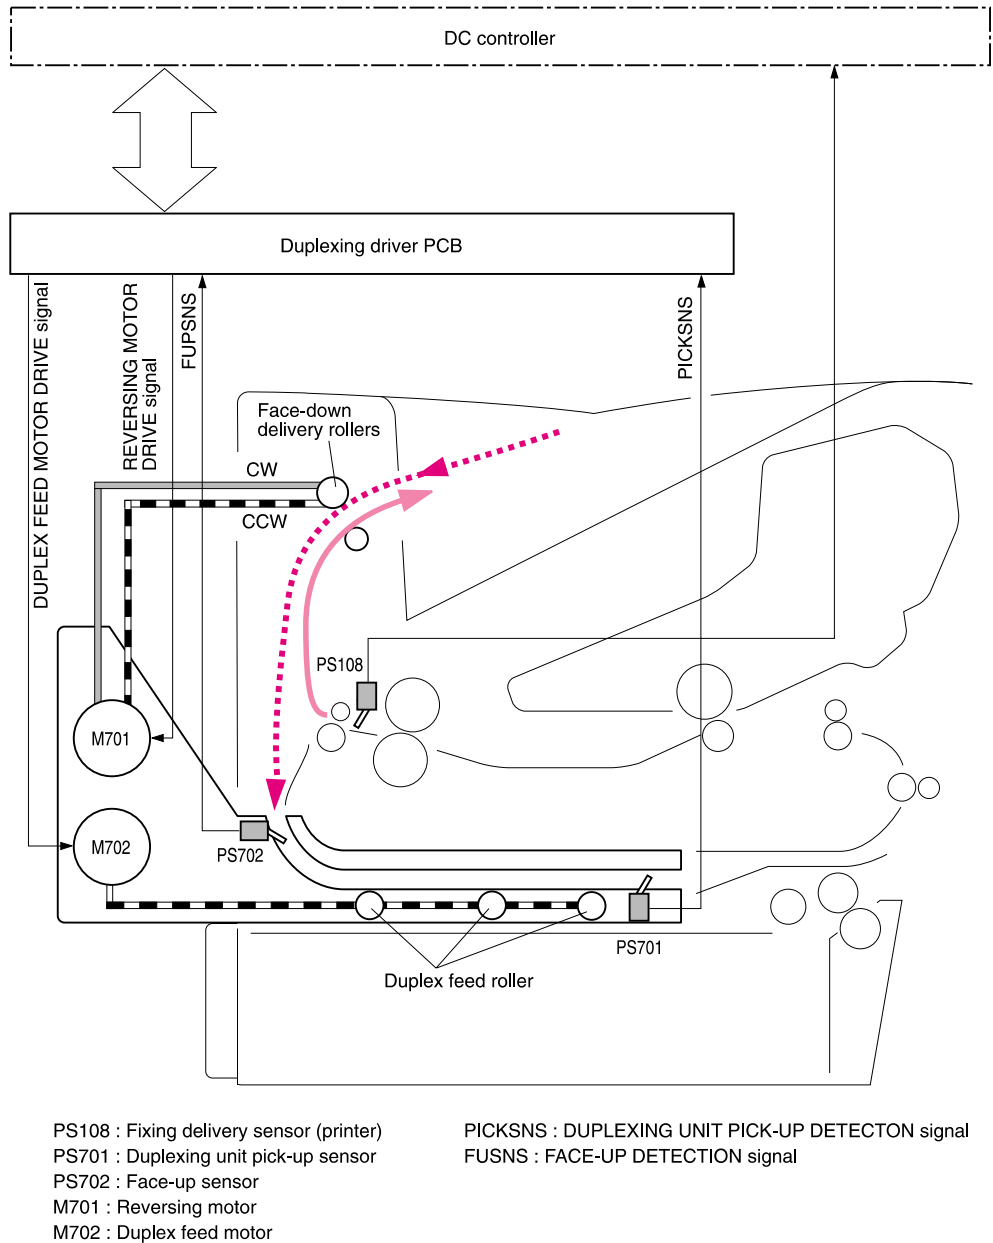 DC controller
Duplexing driver PCB
DUPLEX FEED MOTOR DRIVE signal
REVERSING MOTOR
DRIVE signal
FUPSNS
PICKSNS
Face-down
delivery rollers
CW
CCW
PS108
M701
M702
PS702
PS701
Duplex feed roller
PS108 : Fixing delivery sensor (printer)
PS701 : Duplexing unit pick-up sensor
PS702 : Face-up sensor
M701 : Reversing motor
M702 : Duplex feed motor
PICKSNS : DUPLEXING UNIT PICK-UP DETECTON signal
FUSNS : FACE-UP DETECTION signal